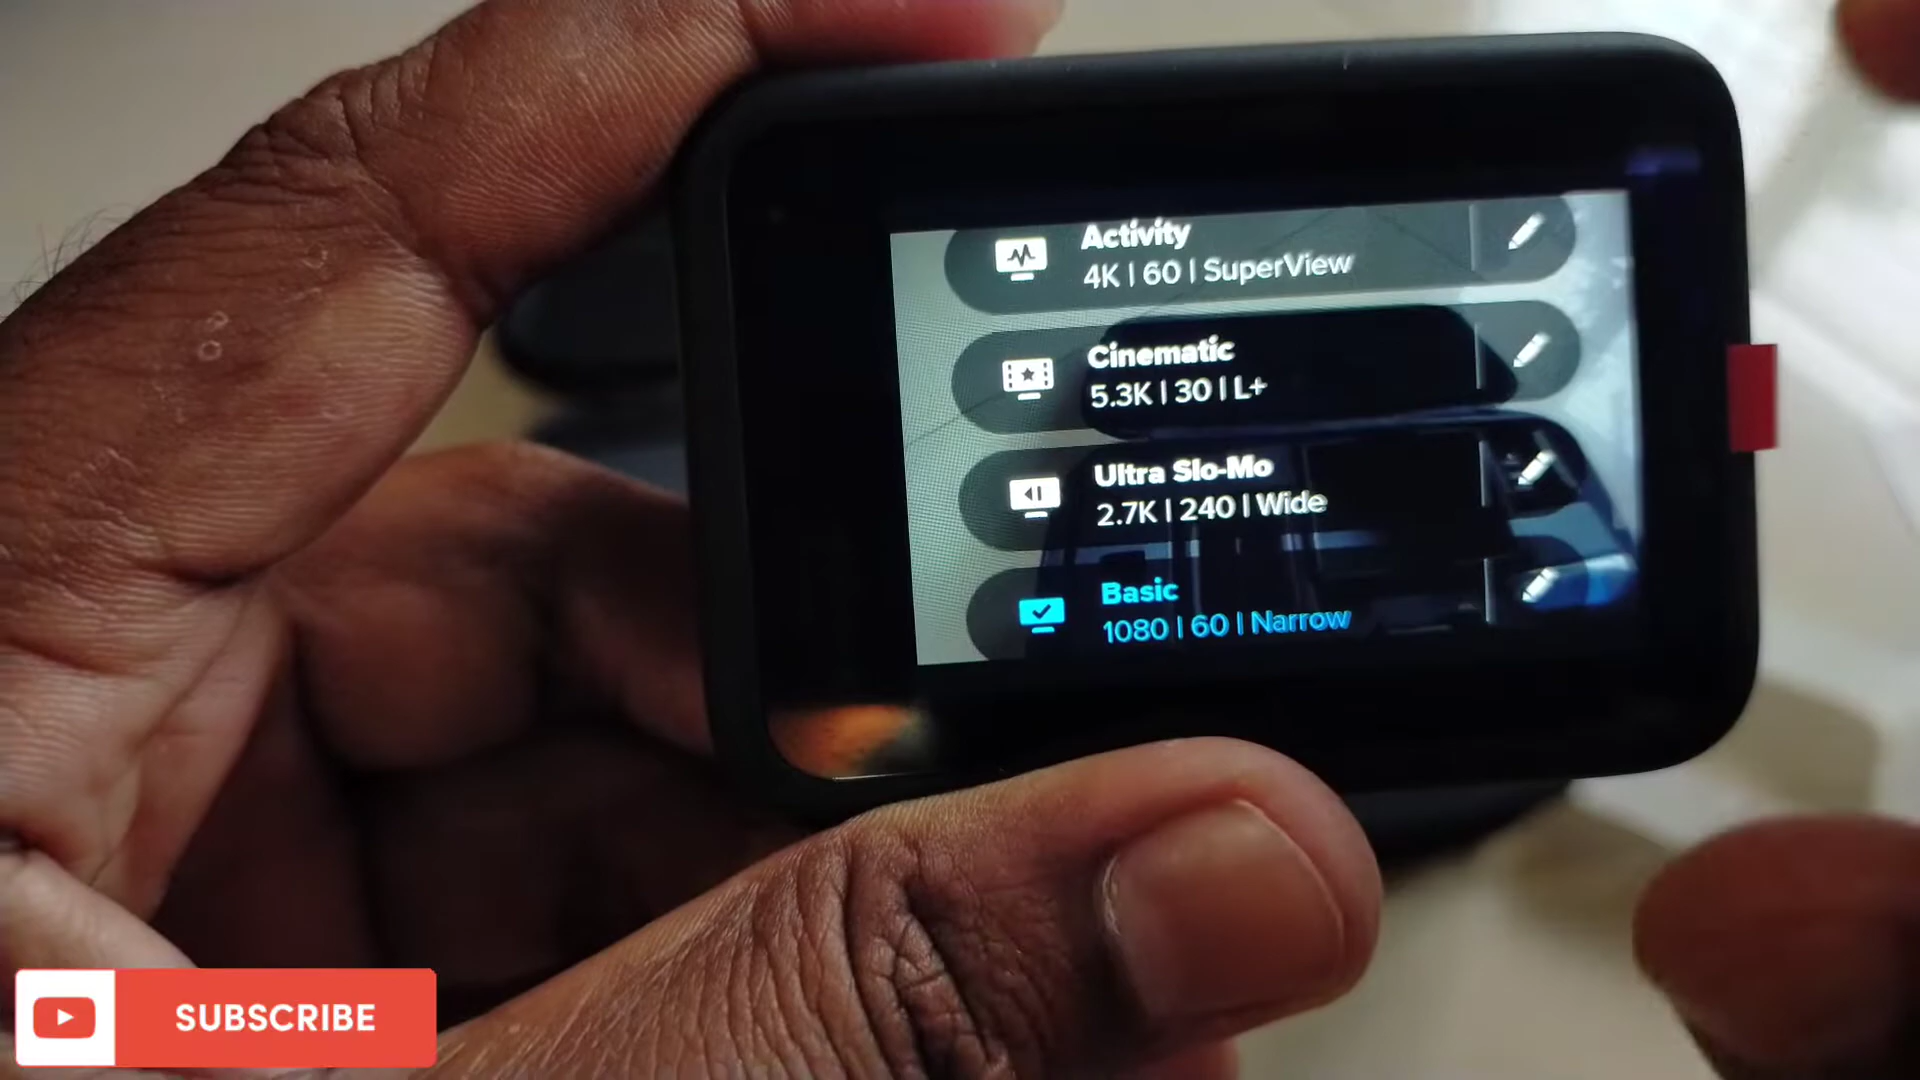 Activity
4K | 60 | SuperView
Cinematic
5.3K | 30 | L+
Ultra Slo-Mo
2.7K | 240 | Wide
Basic
1080 | 60 | Narrow
SUBSCRIBE